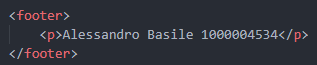 <footer>
<p>Alessandro Basile 1000004534</p>
</footer>